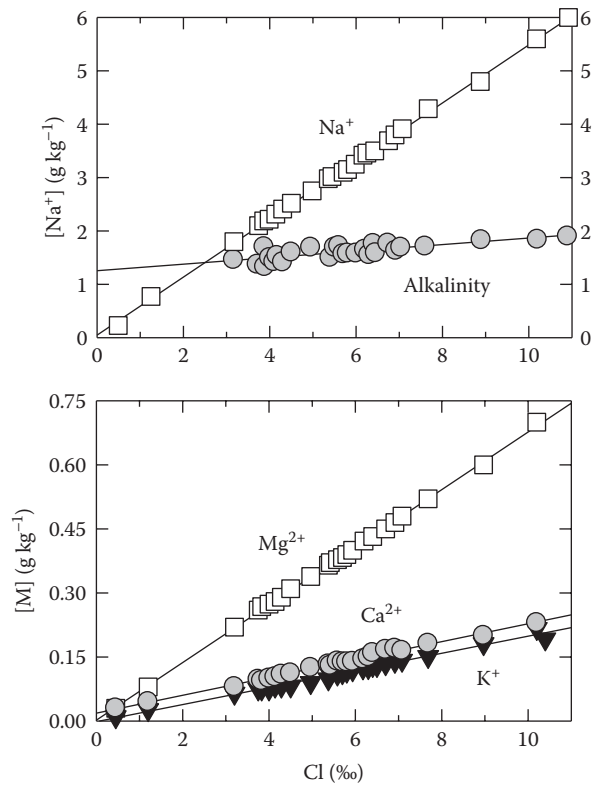 6 6
5 5
4 4
3 3
2 2
1 1
0 0
[Na⁺] (g kg⁻¹)
Na⁺
Alkalinity
0 2 4 6 8 10
0.75
0.60
0.45
0.30
0.15
0.00
[M] (g kg⁻¹)
Mg²⁺
Ca²⁺
K⁺
0 2 4 6 8 10
Cl (‰)